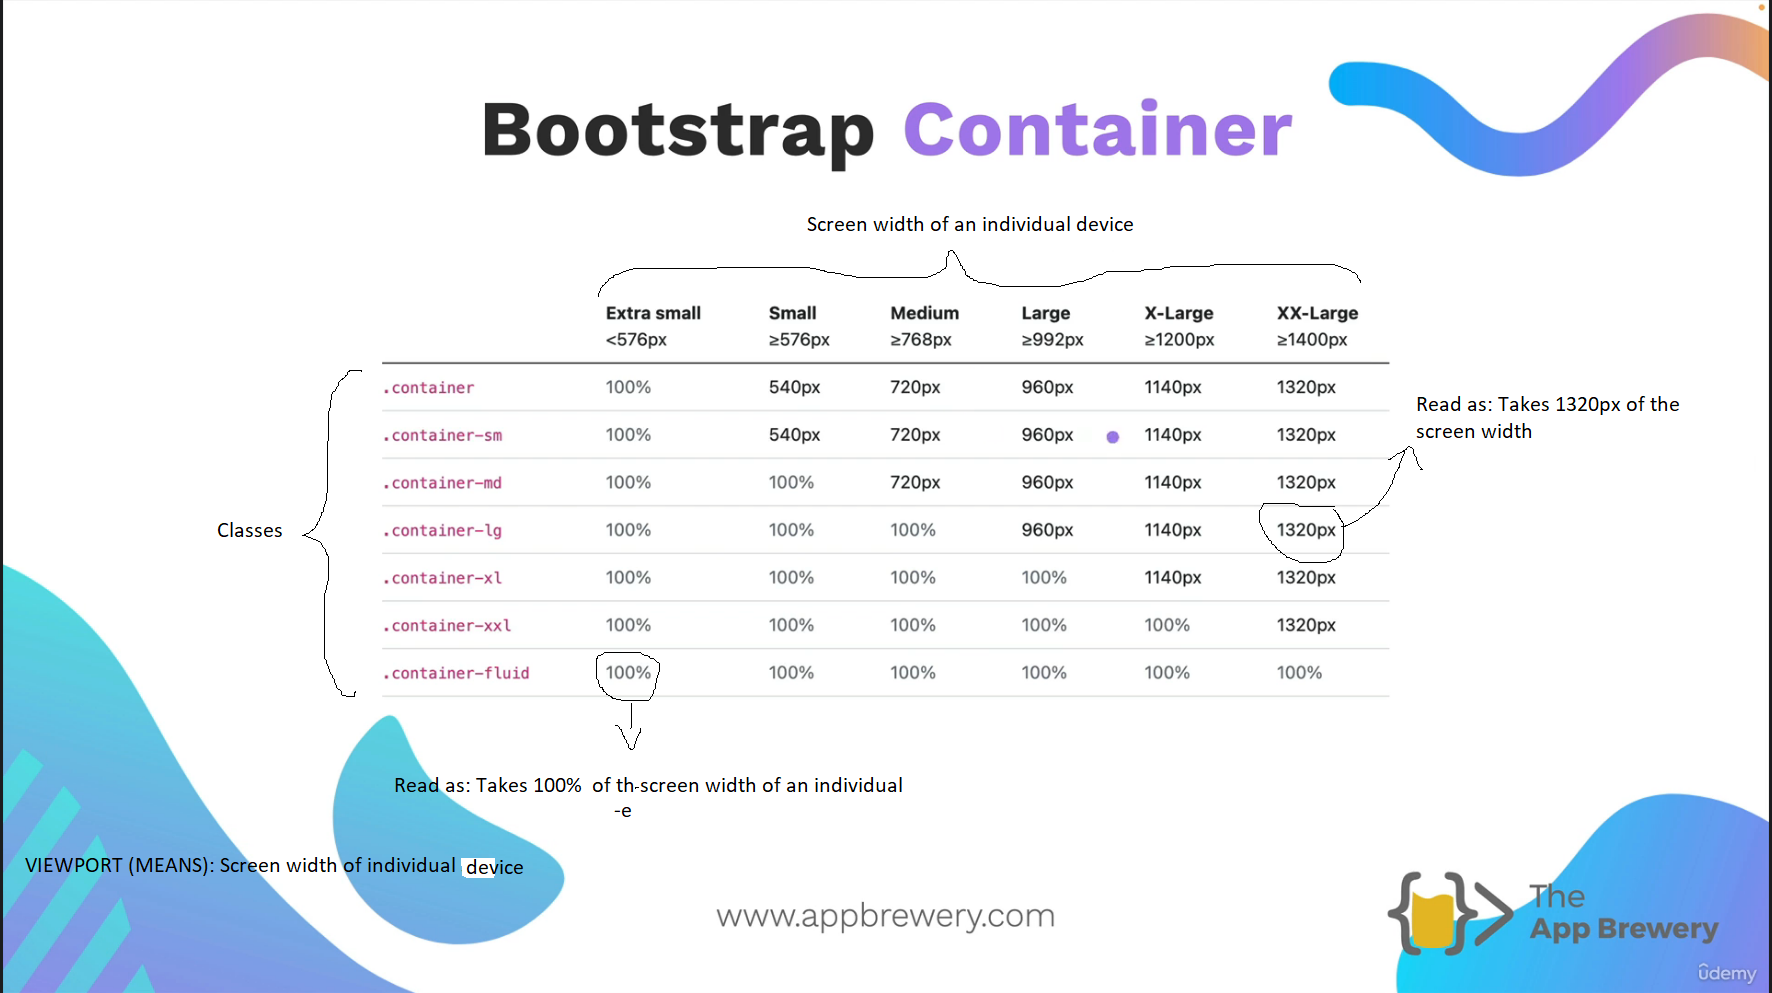 Bootstrap Container
Screen width of an individual device
Extra small Small Medium Large X-Large XX-Large
<576px ≥576px ≥768px ≥992px ≥1200px ≥1400px
.container 100% 540px 720px 960px 1140px 1320px
.container-sm 100% 540px 720px 960px 1140px 1320px
.container-md 100% 100% 720px 960px 1140px 1320px
.container-lg 100% 100% 100% 960px 1140px 1320px
.container-xl 100% 100% 100% 100% 1140px 1320px
.container-xxl 100% 100% 100% 100% 100% 1320px
.container-fluid 100% 100% 100% 100% 100% 100%
Classes
Read as: Takes 1320px of the
screen width
Read as: Takes 100% of th-screen width of an individual
-e
VIEWPORT (MEANS): Screen width of individual device
www.appbrewery.com
The
App Brewery
ûdemy